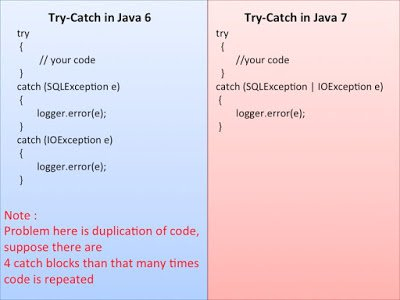 Try-Catch in Java 6
try
{
// your code
}
catch (SQLException e)
{
logger.error(e);
}
catch (IOException e)
{
logger.error(e);
}
Note :
Problem here is duplication of code,
suppose there are
4 catch blocks than that many times
code is repeated
Try-Catch in Java 7
try
{
//your code
}
catch (SQLException | IOException e)
{
logger.error(e);
}